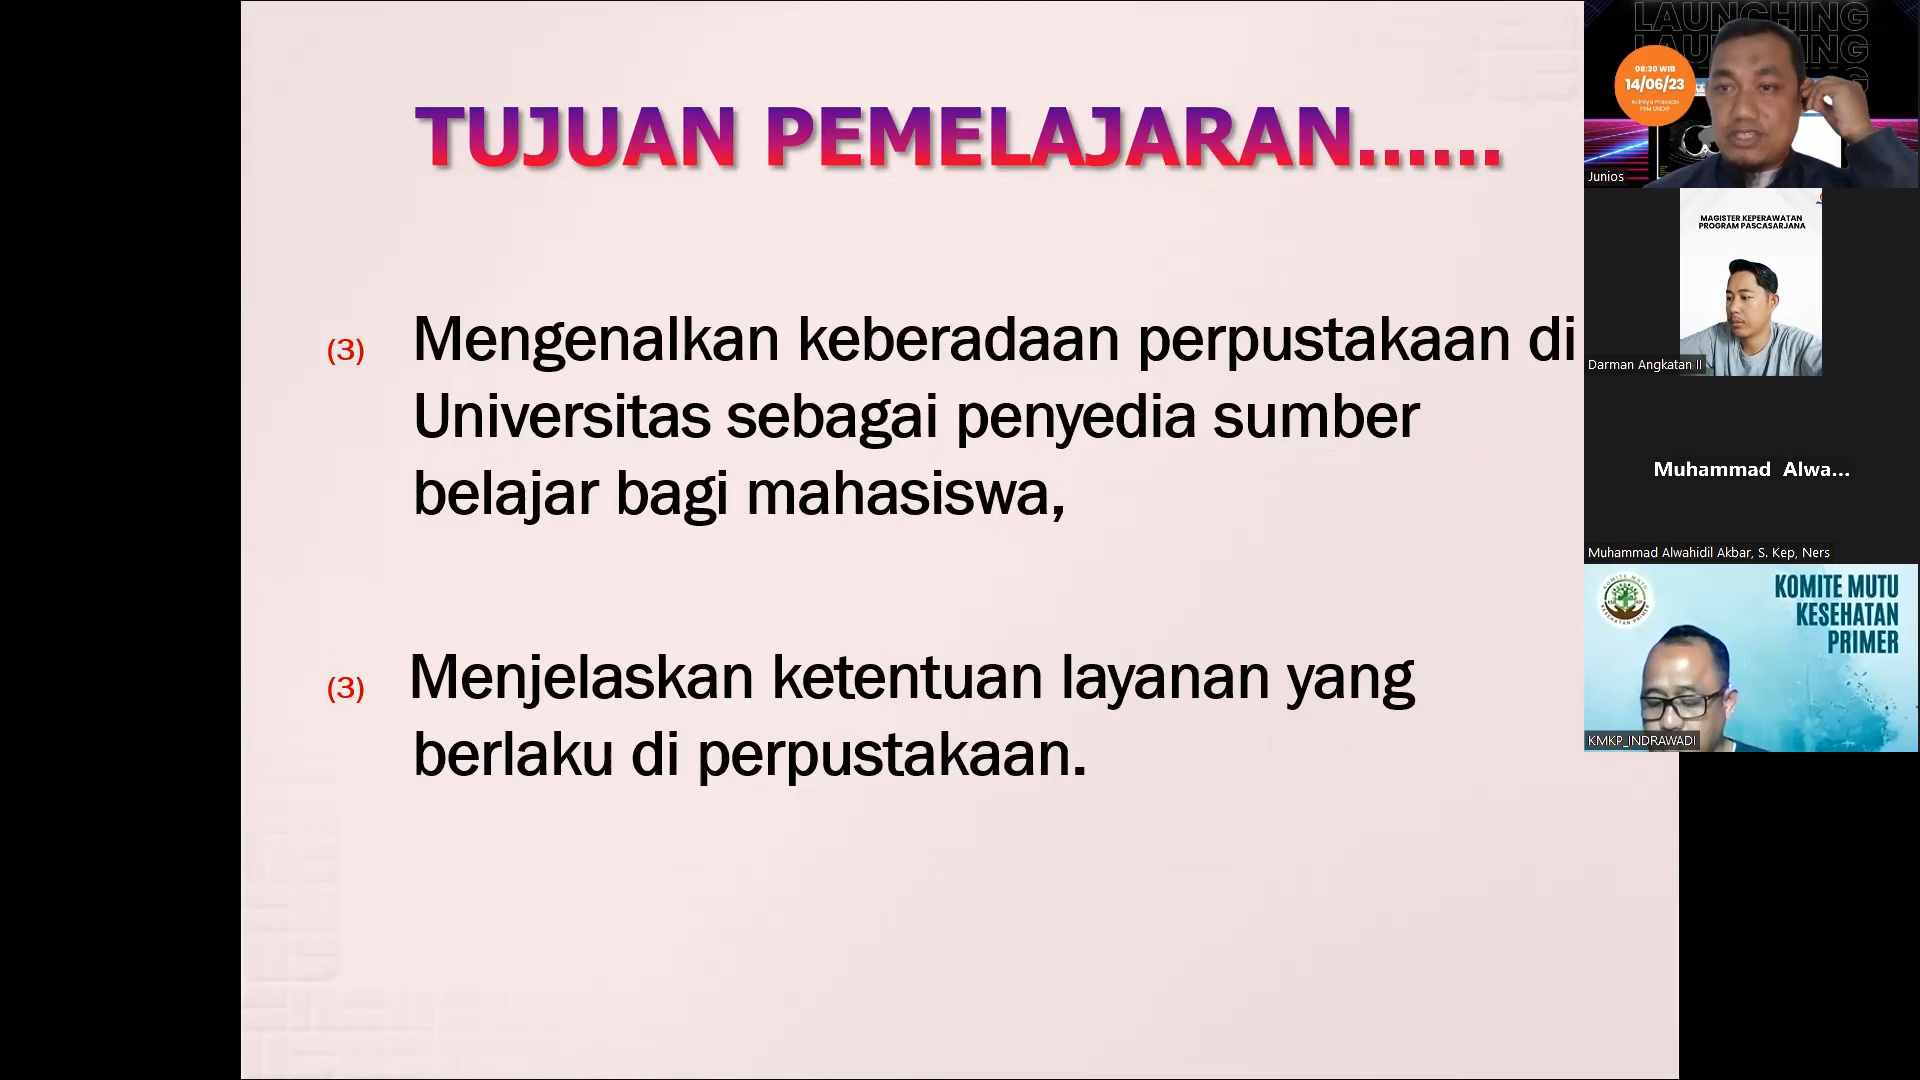 TUJUAN PEMELAJARAN......
(3) Mengenalkan keberadaan perpustakaan di
Universitas sebagai penyedia sumber
belajar bagi mahasiswa,
(3) Menjelaskan ketentuan layanan yang
berlaku di perpustakaan.
LAUNCHING
08:30 WIB
14/06/23
Junios
MAGISTER KEPERAWATAN
PROGRAM PASCASARJANA
Darman Angkatan II
Muhammad Alwa...
Muhammad Alwahidil Akbar, S. Kep, Ners
KOMITE MUTU
KESEHATAN
PRIMER
KMKP_INDRAWADI